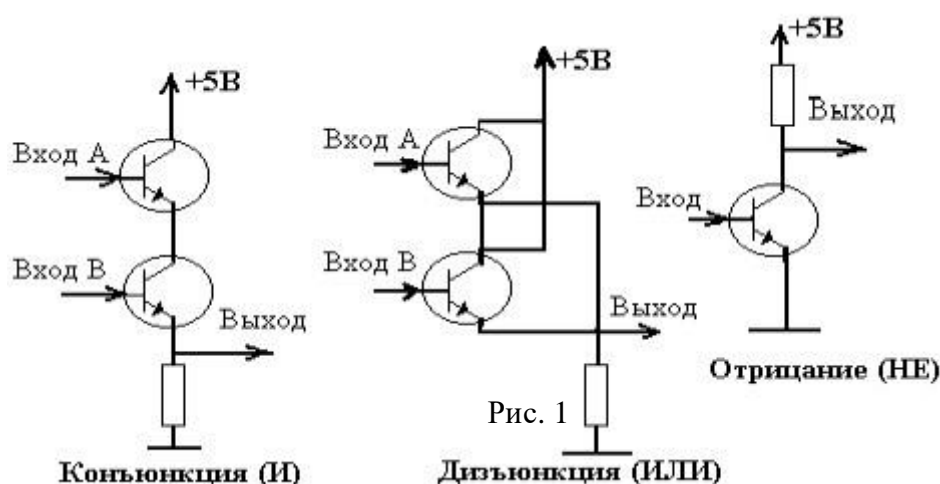 +5В
Вход A
Вход B
Выход
Конъюнкция (И)
+5В
Вход A
Вход B
Выход
Рис. 1
Дизъюнкция (ИЛИ)
+5В
Выход
Вход
Отрицание (НЕ)